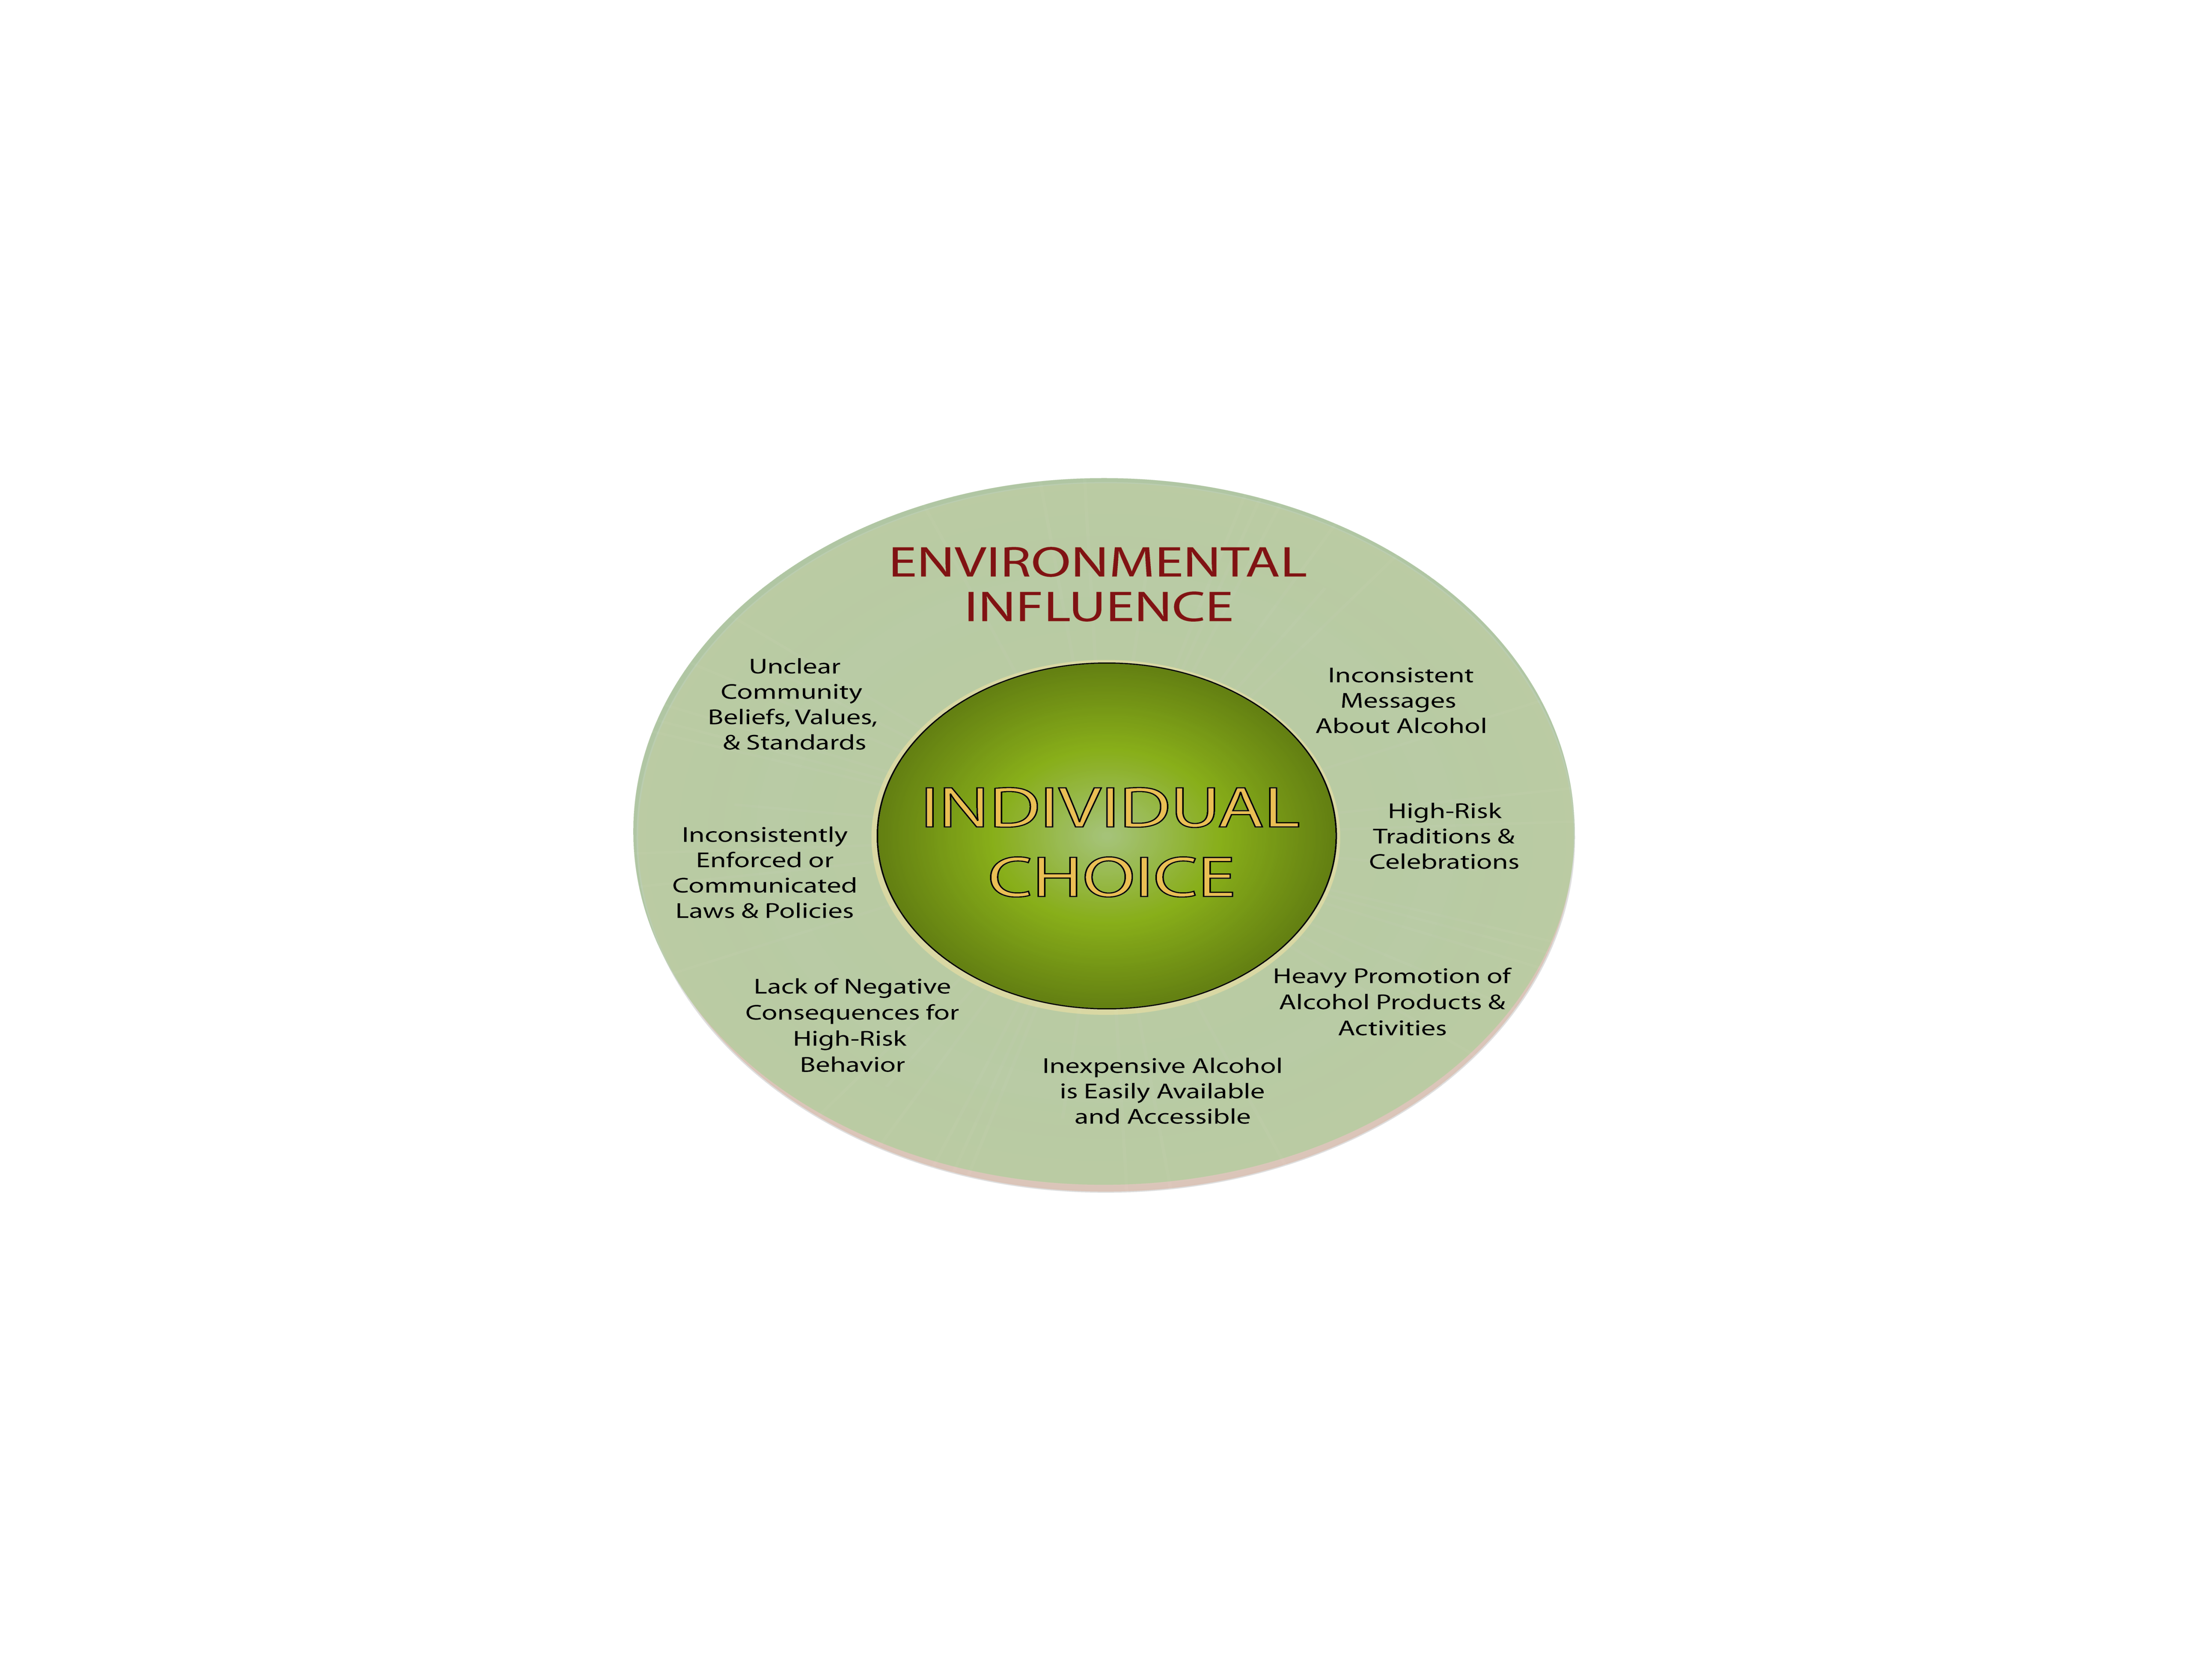 ENVIRONMENTAL
INFLUENCE
Unclear
Community
Beliefs, Values,
& Standards
Inconsistent
Messages
About Alcohol
INDIVIDUAL
CHOICE
High-Risk
Traditions &
Celebrations
Inconsistently
Enforced or
Communicated
Laws & Policies
Heavy Promotion of
Alcohol Products &
Activities
Lack of Negative
Consequences for
High-Risk
Behavior
Inexpensive Alcohol
is Easily Available
and Accessible